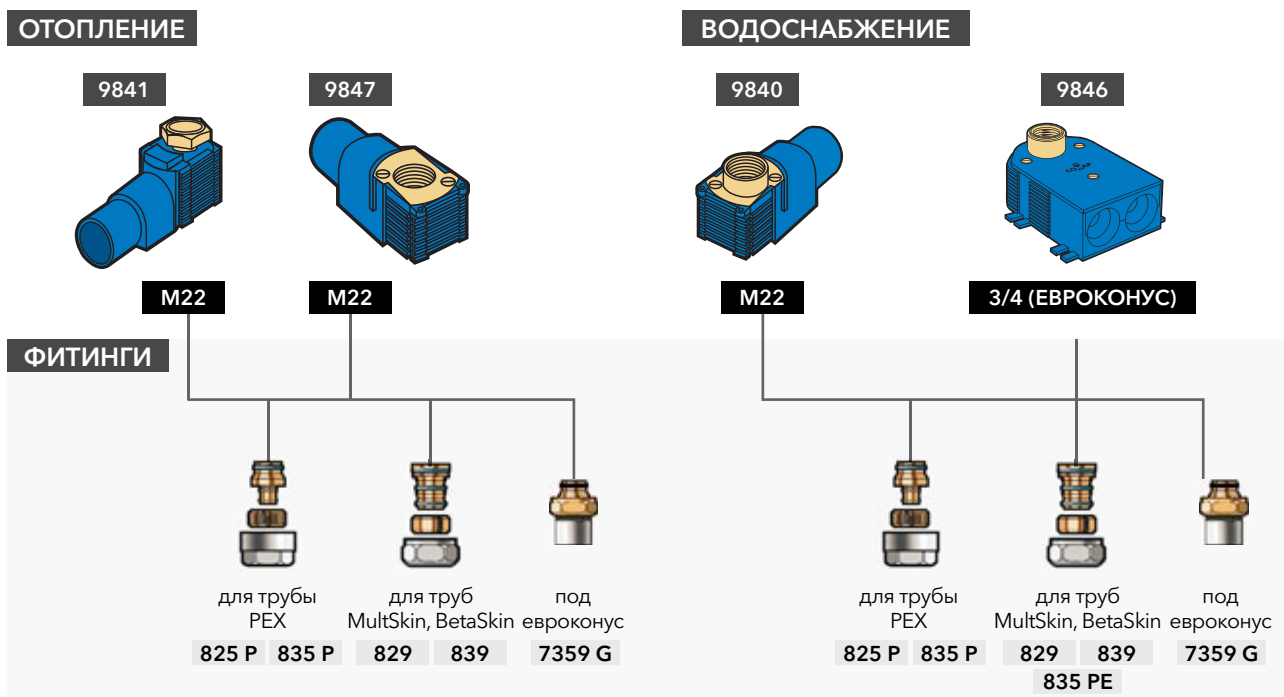 ОТОПЛЕНИЕ
ВОДОСНАБЖЕНИЕ
9841
9847
9840
9846
COMAP
M22
M22
M22
3/4 (ЕВРОКОНУС)
ФИТИНГИ
для трубы
PEX
825 P 835 P
для труб
MultSkin, BetaSkin
829 839
под
евроконус
7359 G
для трубы
PEX
825 P 835 P
для труб
MultSkin, BetaSkin
829 839
835 PE
под
евроконус
7359 G